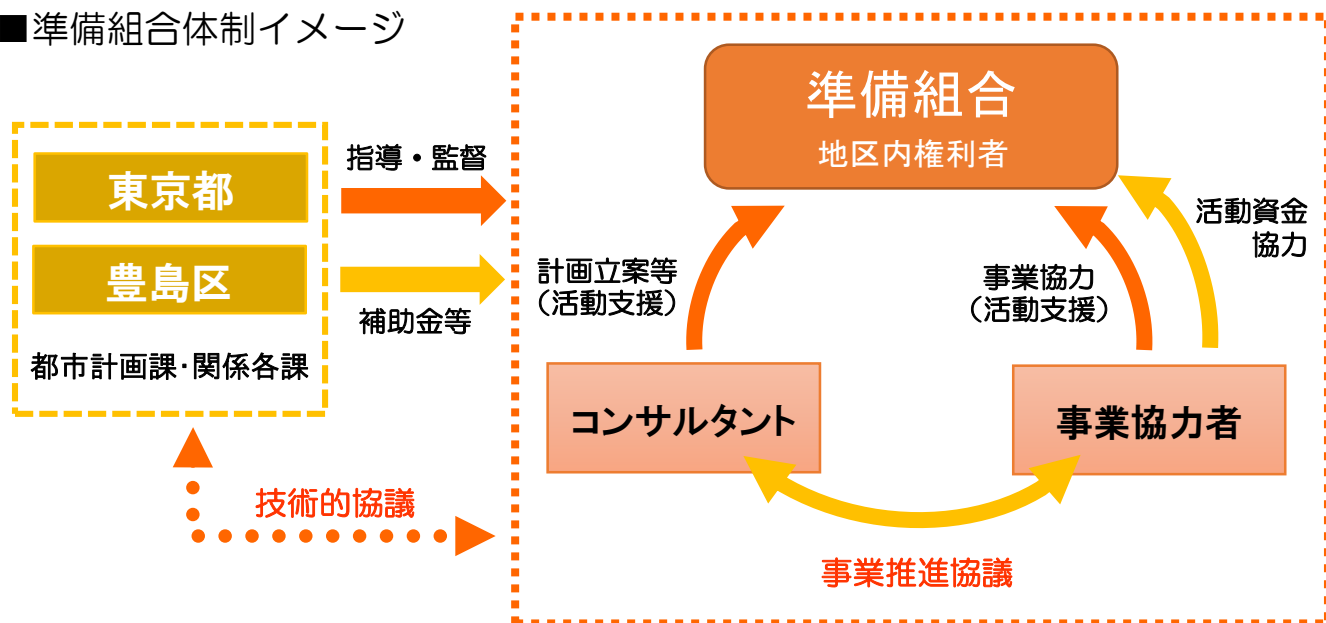 ■準備組合体制イメージ
東京都
豊島区
都市計画課・関係各課
指導・監督
補助金等
技術的協議
準備組合
地区内権利者
計画立案等
（活動支援）
事業協力
（活動支援）
活動資金
協力
コンサルタント
事業協力者
事業推進協議